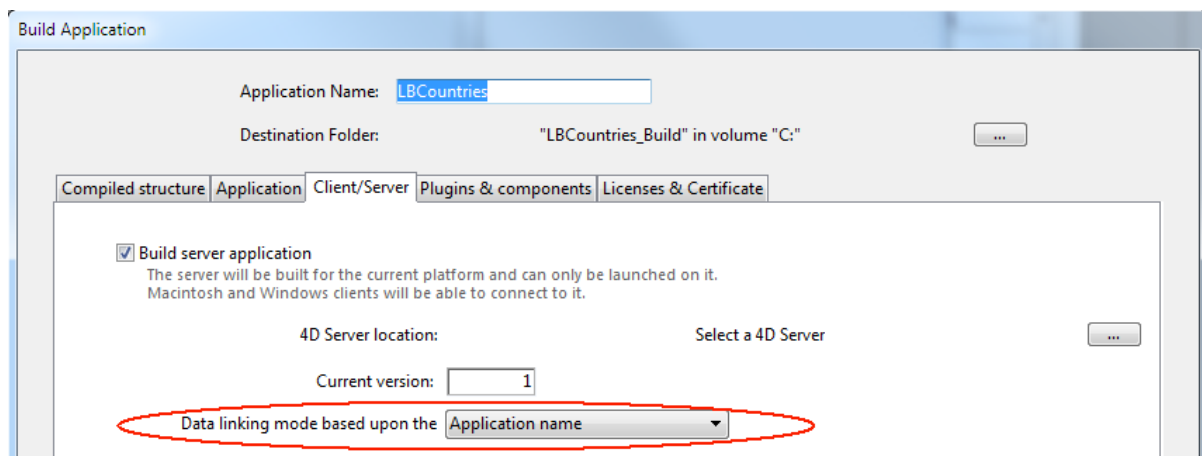 Build Application
Application Name: LBCountries
Destination Folder: "LBCountries_Build" in volume "C:" ...
Compiled structure Application Client/Server Plugins & components Licenses & Certificate
Build server application
The server will be built for the current platform and can only be launched on it.
Macintosh and Windows clients will be able to connect to it.
4D Server location: Select a 4D Server ...
Current version: 1
Data linking mode based upon the Application name